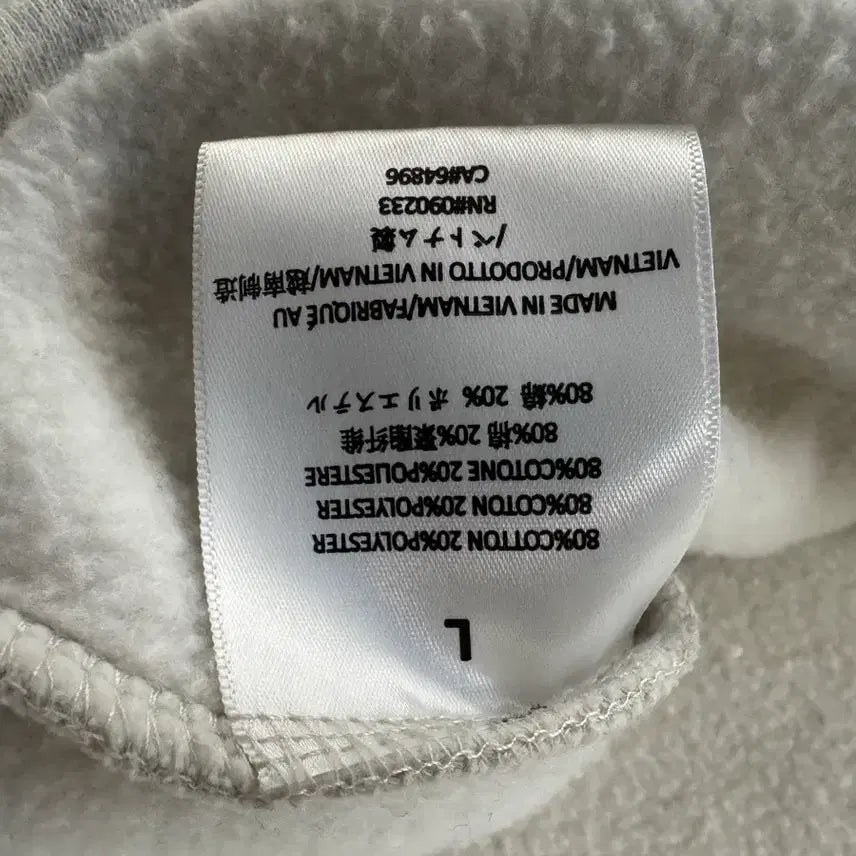 L
80%COTTON 20%POLYESTER
80%COTON 20%POLYESTER
80%COTONE 20%POLIESTERE
80%棉 20%聚酯纤维
80%綿 20% ポリエステル
MADE IN VIETNAM/FABRIQUÉ AU
VIETNAM/PRODOTTO IN VIETNAM/越南制造
/ベトナム製
RN#090233
CA#64896